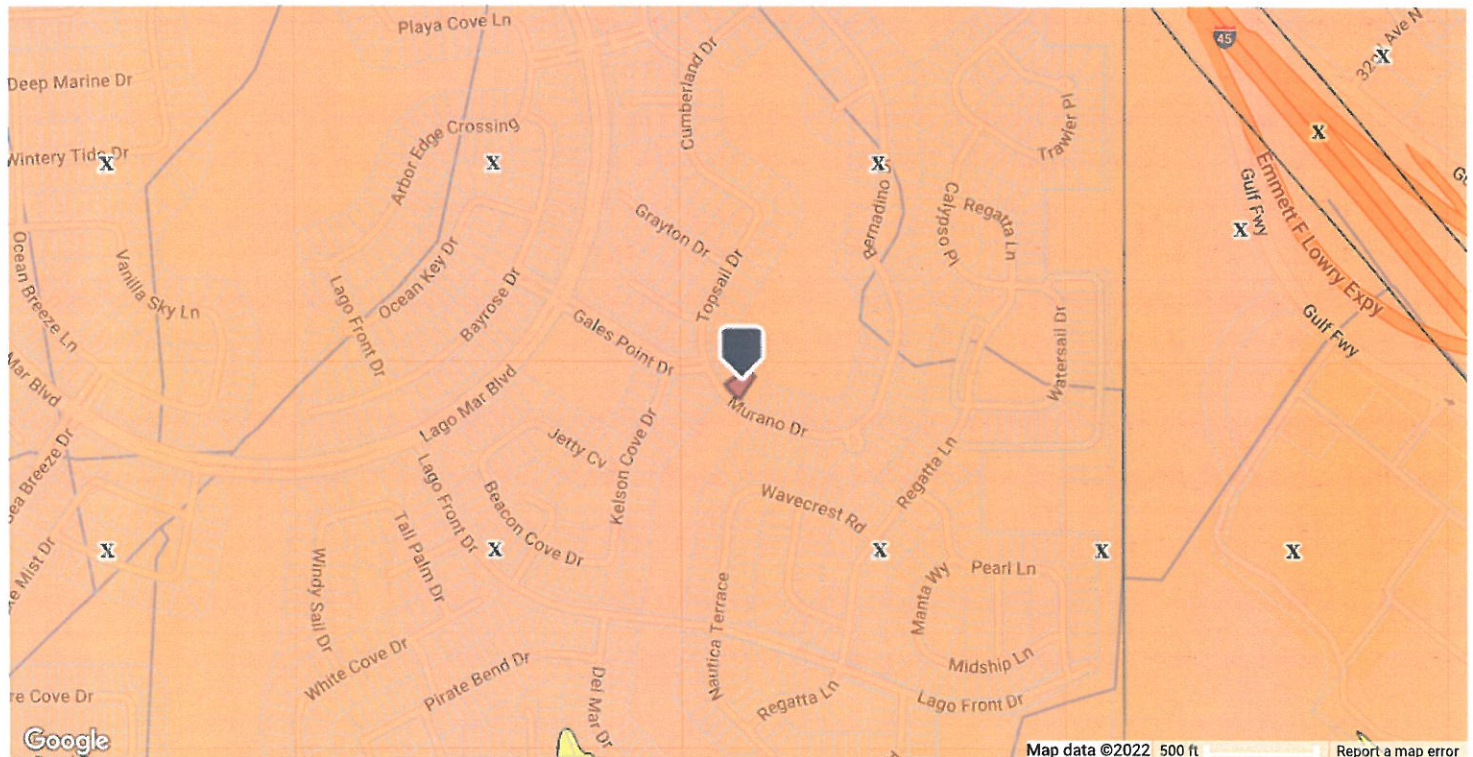 Playa Cove Ln
Deep Marine Dr
Cumberland Dr
45
Arbor Edge Crossing
Trawler Pl
Wintery Tide Dr
X
X
X
X
X
Emmett F Lowry Expy
Gulf Fwy
X
Ocean Breeze Ln
Vanilla Sky Ln
Lago Front Dr
Ocean Key Dr
Bayrose Dr
Grayton Dr
Topsail Dr
Calypso Pl
Regatta Ln
Gales Point Dr
Watersail Dr
Gulf Fwy
Mar Blvd
Lago Mar Blvd
Murano Dr
Jetty Cv
Kelson Cove Dr
Sea Breeze Dr
Lago Front Dr
Beacon Cove Dr
Wavecrest Rd
Regatta Ln
X
X
X
X
X
Mist Dr
Tall Palm Dr
Windy Sail Dr
Pearl Ln
Manta Wy
Nautica Terrace
White Cove Dr
Pirate Bend Dr
Del Mar Dr
Midship Ln
Regatta Ln
Lago Front Dr
re Cove Dr
Google
Map data ©2022 500 ft Report a map error